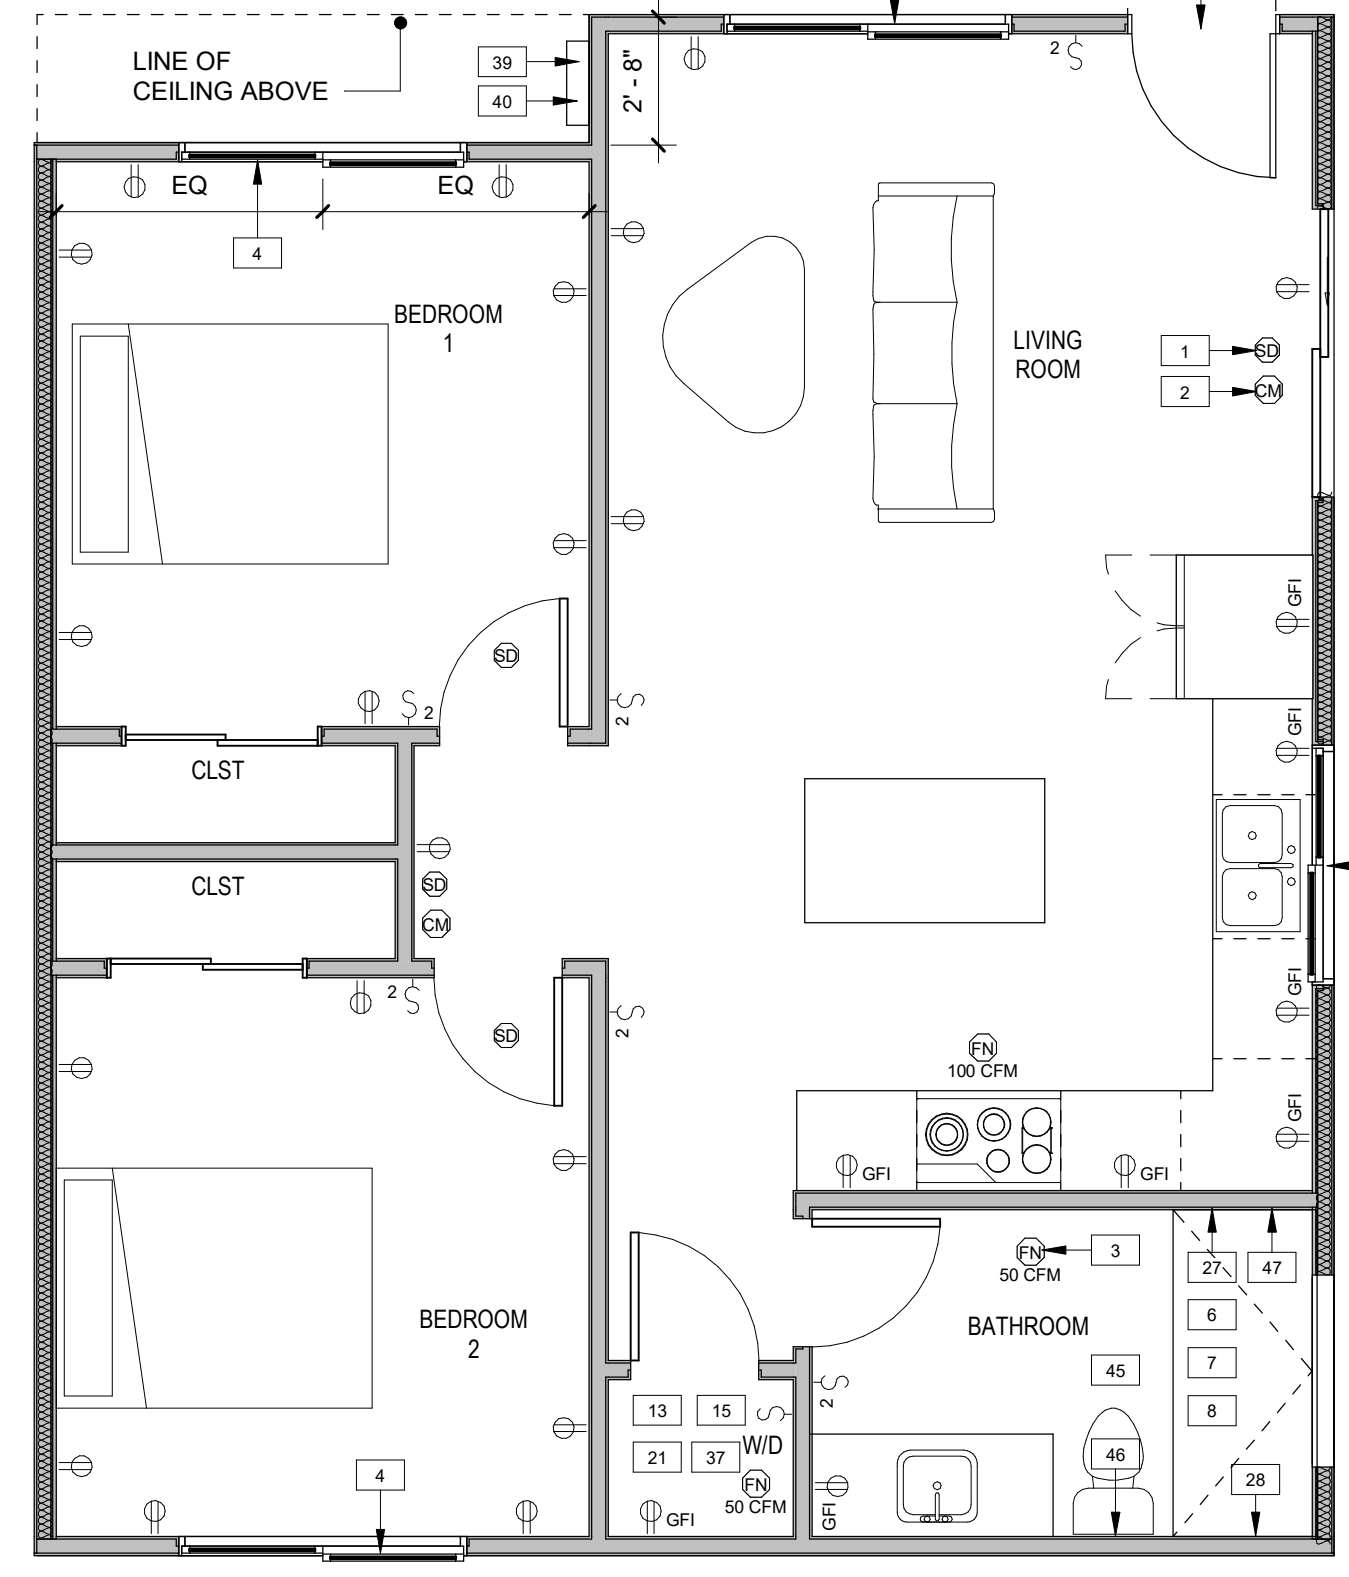 LINE OF
CEILING ABOVE
39
40
2' - 8"
2
EQ
EQ
4
BEDROOM
1
LIVING
ROOM
1
SD
2
CM
GFI
SD
2
2
GFI
CLST
CLST
SD
CM
2
SD
2
GFI
FN
100 CFM
GFI
GFI
GFI
BEDROOM
2
FN
50 CFM
3
27
47
6
7
8
BATHROOM
45
2
13
15
21
37
W/D
FN
50 CFM
GFI
GFI
46
28
4